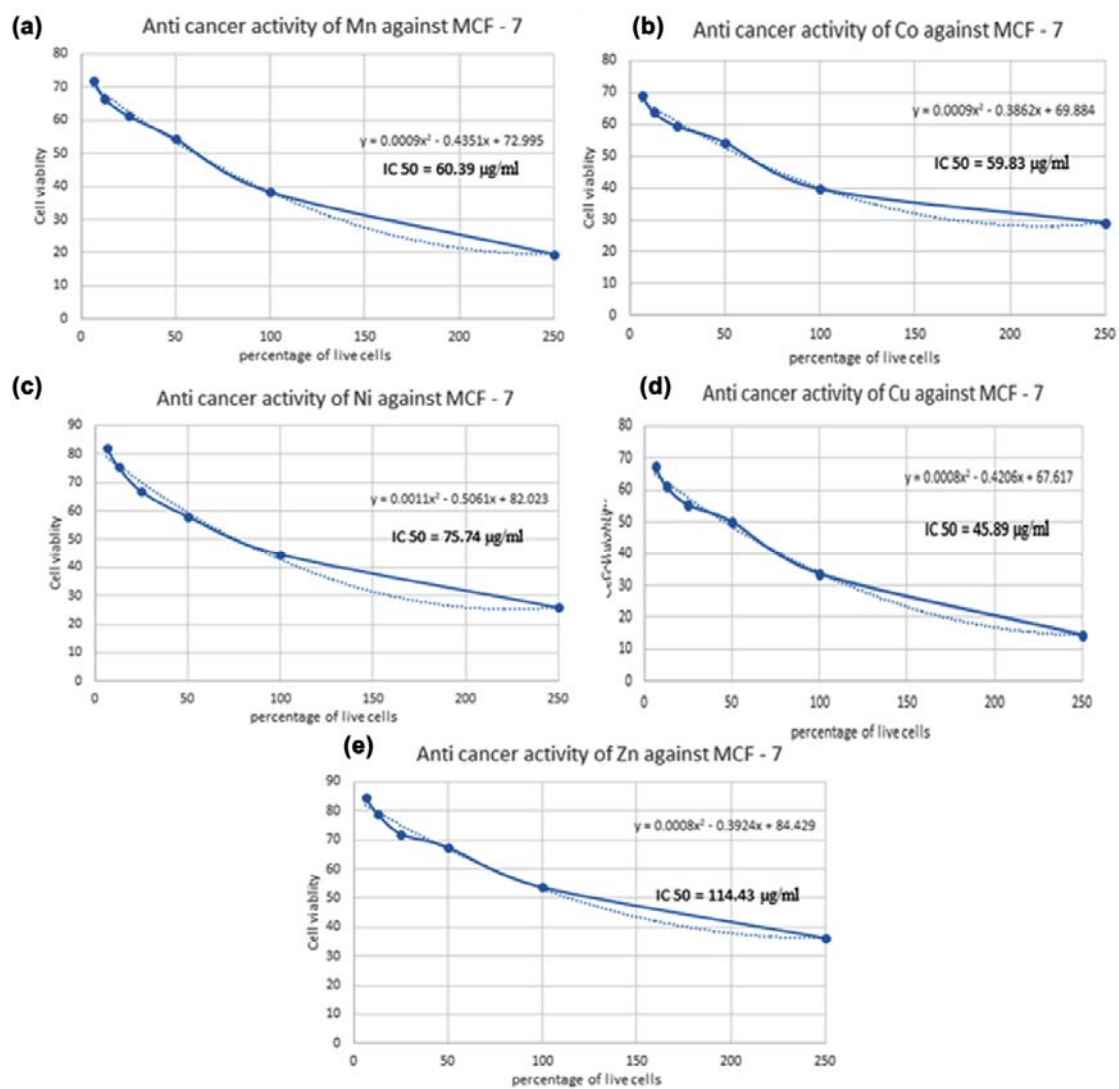 (a)
Anti cancer activity of Mn against MCF - 7
80
70
60
50
40
30
20
10
0
Cell viablity
y = 0.0009x² - 0.4351x + 72.995
IC 50 = 60.39 µg/ml
0 50 100 150 200 250
percentage of live cells
(b)
Anti cancer activity of Co against MCF - 7
80
70
60
50
40
30
20
10
0
Cell viablity
y = 0.0009x² - 0.3862x + 69.884
IC 50 = 59.83 µg/ml
0 50 100 150 200 250
percentage of live cells
(c)
Anti cancer activity of Ni against MCF - 7
90
80
70
60
50
40
30
20
10
0
Cell viablity
y = 0.0011x² - 0.5061x + 82.023
IC 50 = 75.74 µg/ml
0 50 100 150 200 250
percentage of live cells
(d)
Anti cancer activity of Cu against MCF - 7
80
70
60
50
40
30
20
10
0
y = 0.0008x² - 0.4206x + 67.617
IC 50 = 45.89 µg/ml
0 50 100 150 200 250
percentage of live cells
(e)
Anti cancer activity of Zn against MCF - 7
90
80
70
60
50
40
30
20
10
0
Cell viablity
y = 0.0008x² - 0.3924x + 84.429
IC 50 = 114.43 µg/ml
0 50 100 150 200 250
percentage of live cells